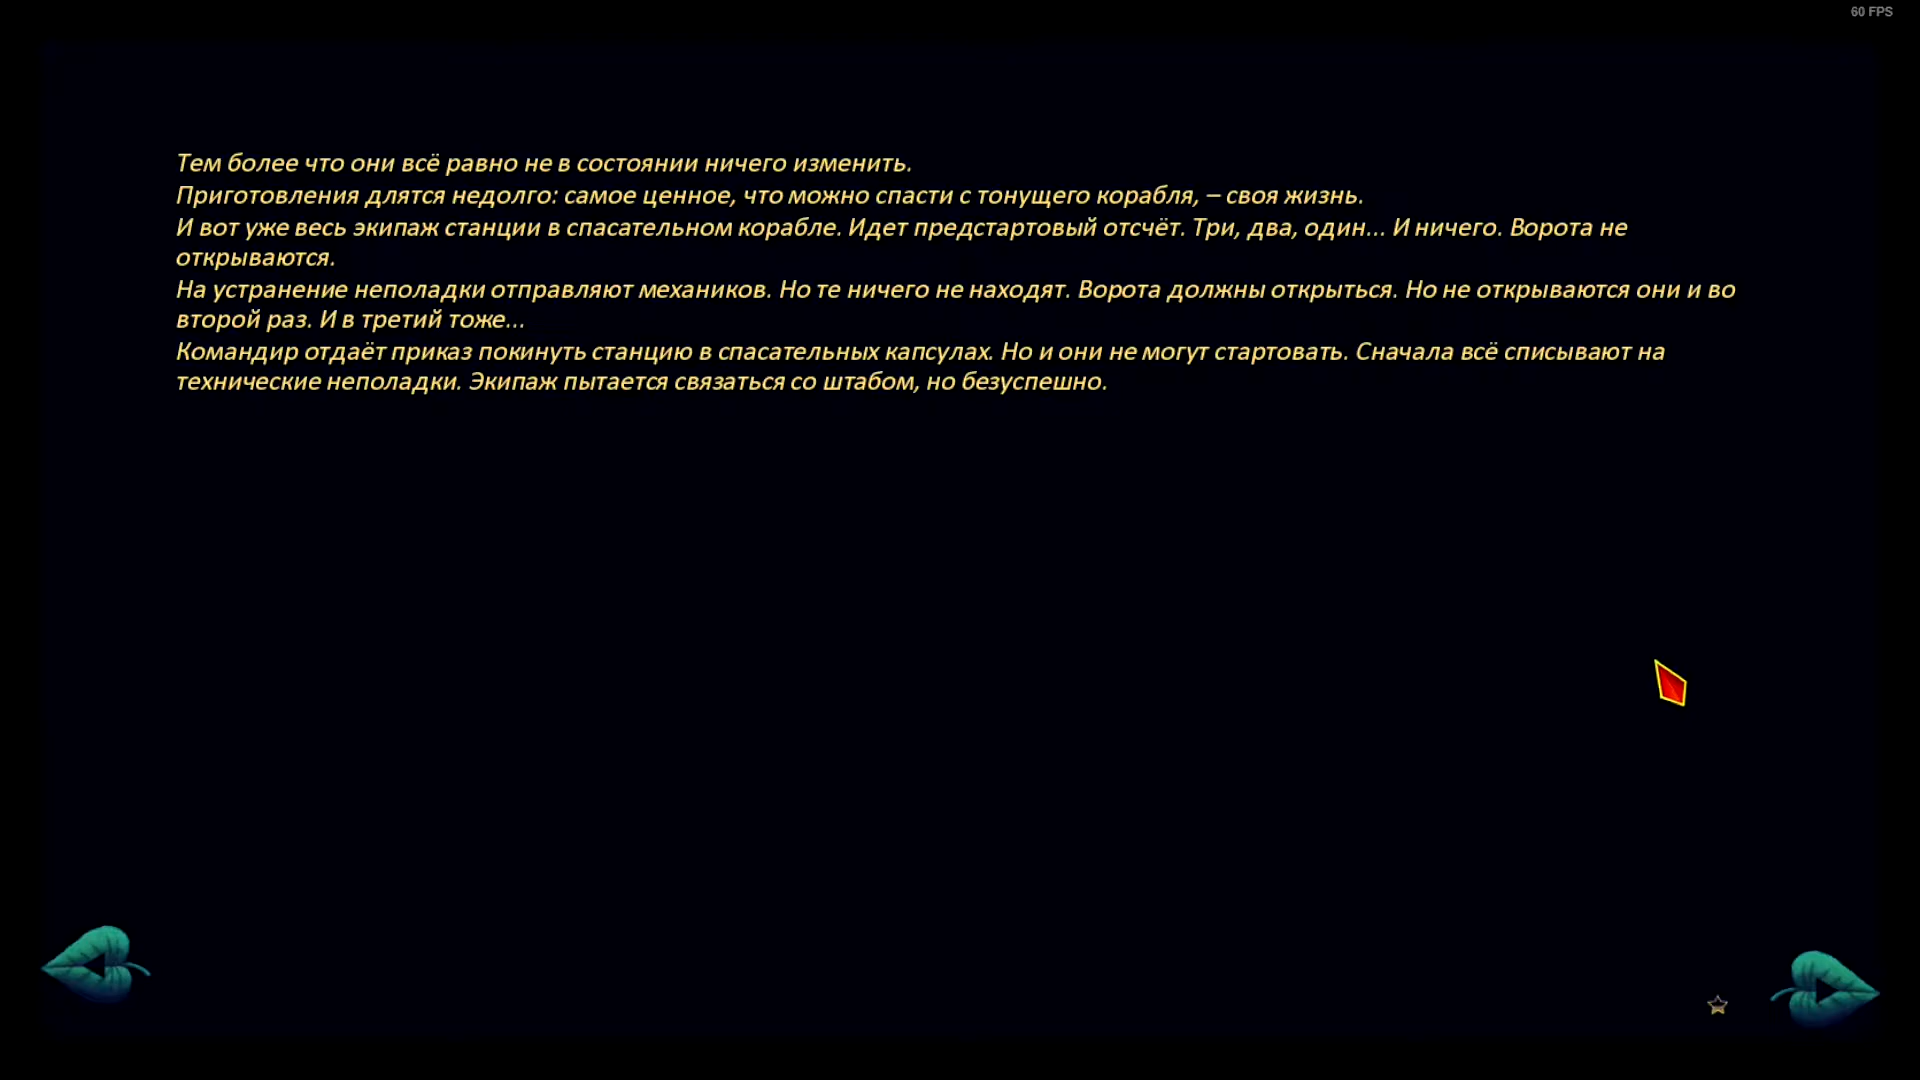 60 FPS
Тем более что они всё равно не в состоянии ничего изменить.
Приготовления длятся недолго: самое ценное, что можно спасти с тонущего корабля, – своя жизнь.
И вот уже весь экипаж станции в спасательном корабле. Идет предстартовый отсчёт. Три, два, один... И ничего. Ворота не
открываются.
На устранение неполадки отправляют механиков. Но те ничего не находят. Ворота должны открыться. Но не открываются они и во
второй раз. И в третий тоже...
Командир отдаёт приказ покинуть станцию в спасательных капсулах. Но и они не могут стартовать. Сначала всё списывают на
технические неполадки. Экипаж пытается связаться со штабом, но безуспешно.